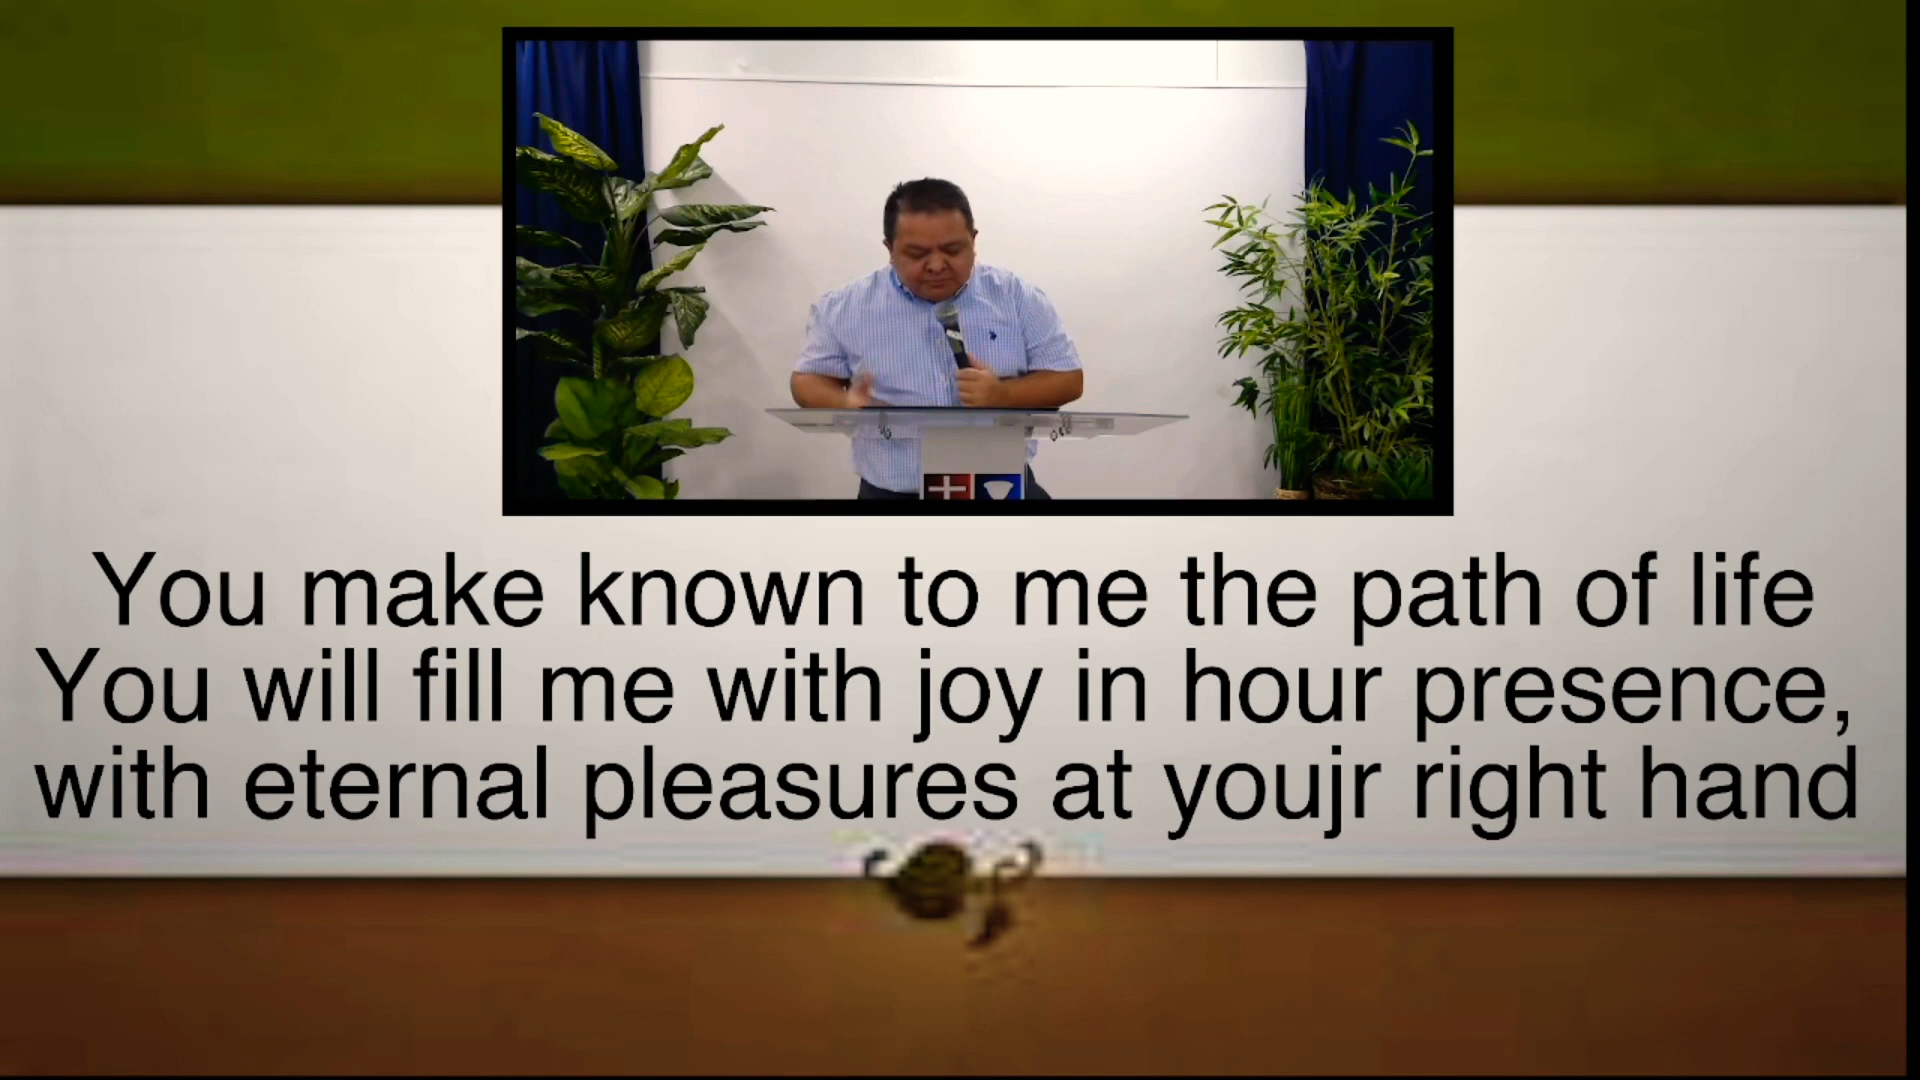 You make known to me the path of life
You will fill me with joy in hour presence,
with eternal pleasures at youjr right hand